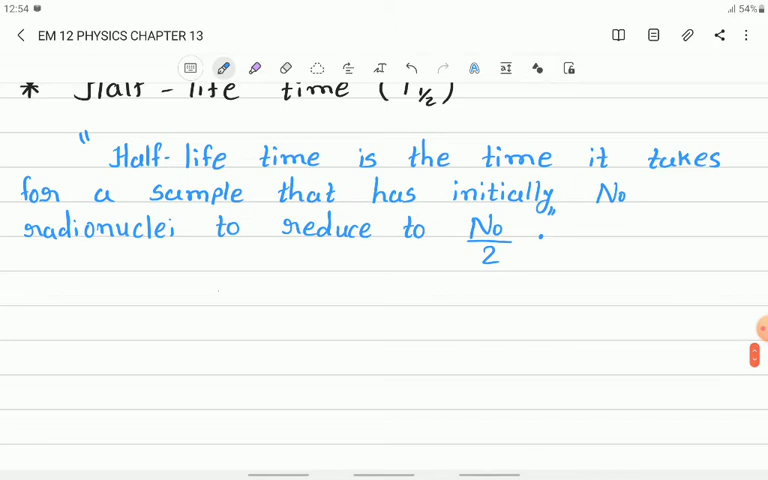 12:54
54%
EM 12 PHYSICS CHAPTER 13
* Half - life time ( T 1/2 )
" Half-life time is the time it takes
for a sample that has initially No
radionuclei to reduce to No/2 . "